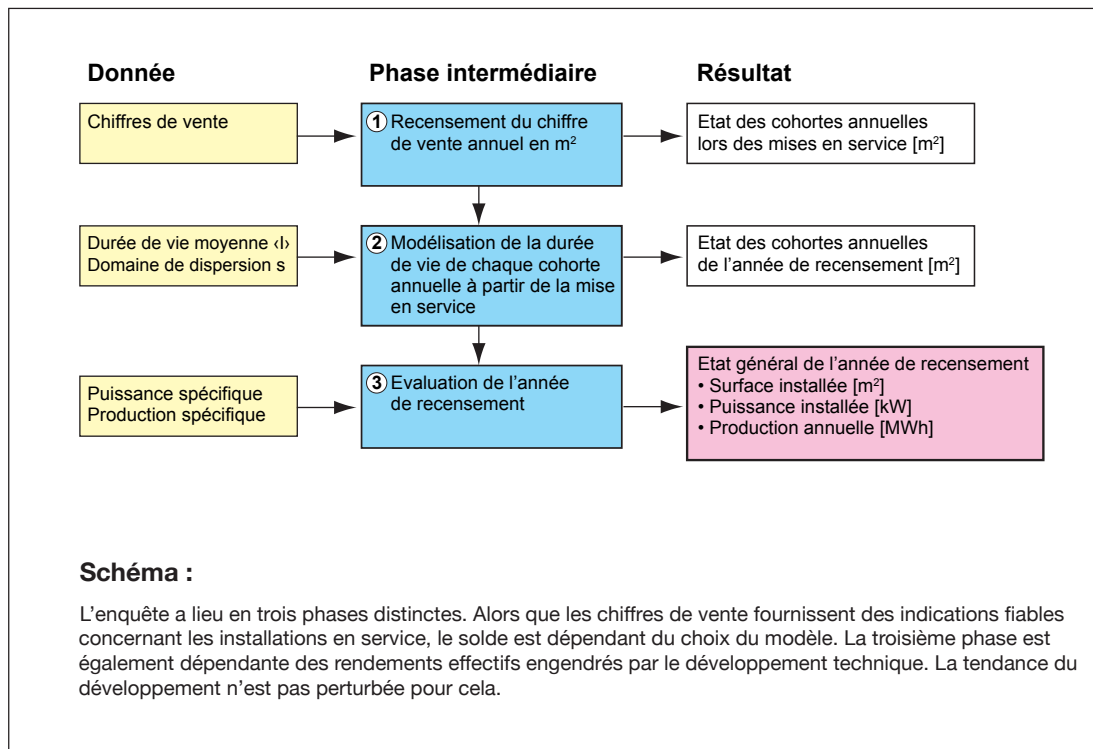 Donnée
Phase intermédiaire
Résultat
Chiffres de vente
① Recensement du chiffre
de vente annuel en m²
Etat des cohortes annuelles
lors des mises en service [m²]
Durée de vie moyenne ‹l›
Domaine de dispersion s
② Modélisation de la durée
de vie de chaque cohorte
annuelle à partir de la mise
en service
Etat des cohortes annuelles
de l’année de recensement [m²]
Puissance spécifique
Production spécifique
③ Evaluation de l’année
de recensement
Etat général de l’année de recensement
• Surface installée [m²]
• Puissance installée [kW]
• Production annuelle [MWh]
Schéma :
L’enquête a lieu en trois phases distinctes. Alors que les chiffres de vente fournissent des indications fiables
concernant les installations en service, le solde est dépendant du choix du modèle. La troisième phase est
également dépendante des rendements effectifs engendrés par le développement technique. La tendance du
développement n’est pas perturbée pour cela.